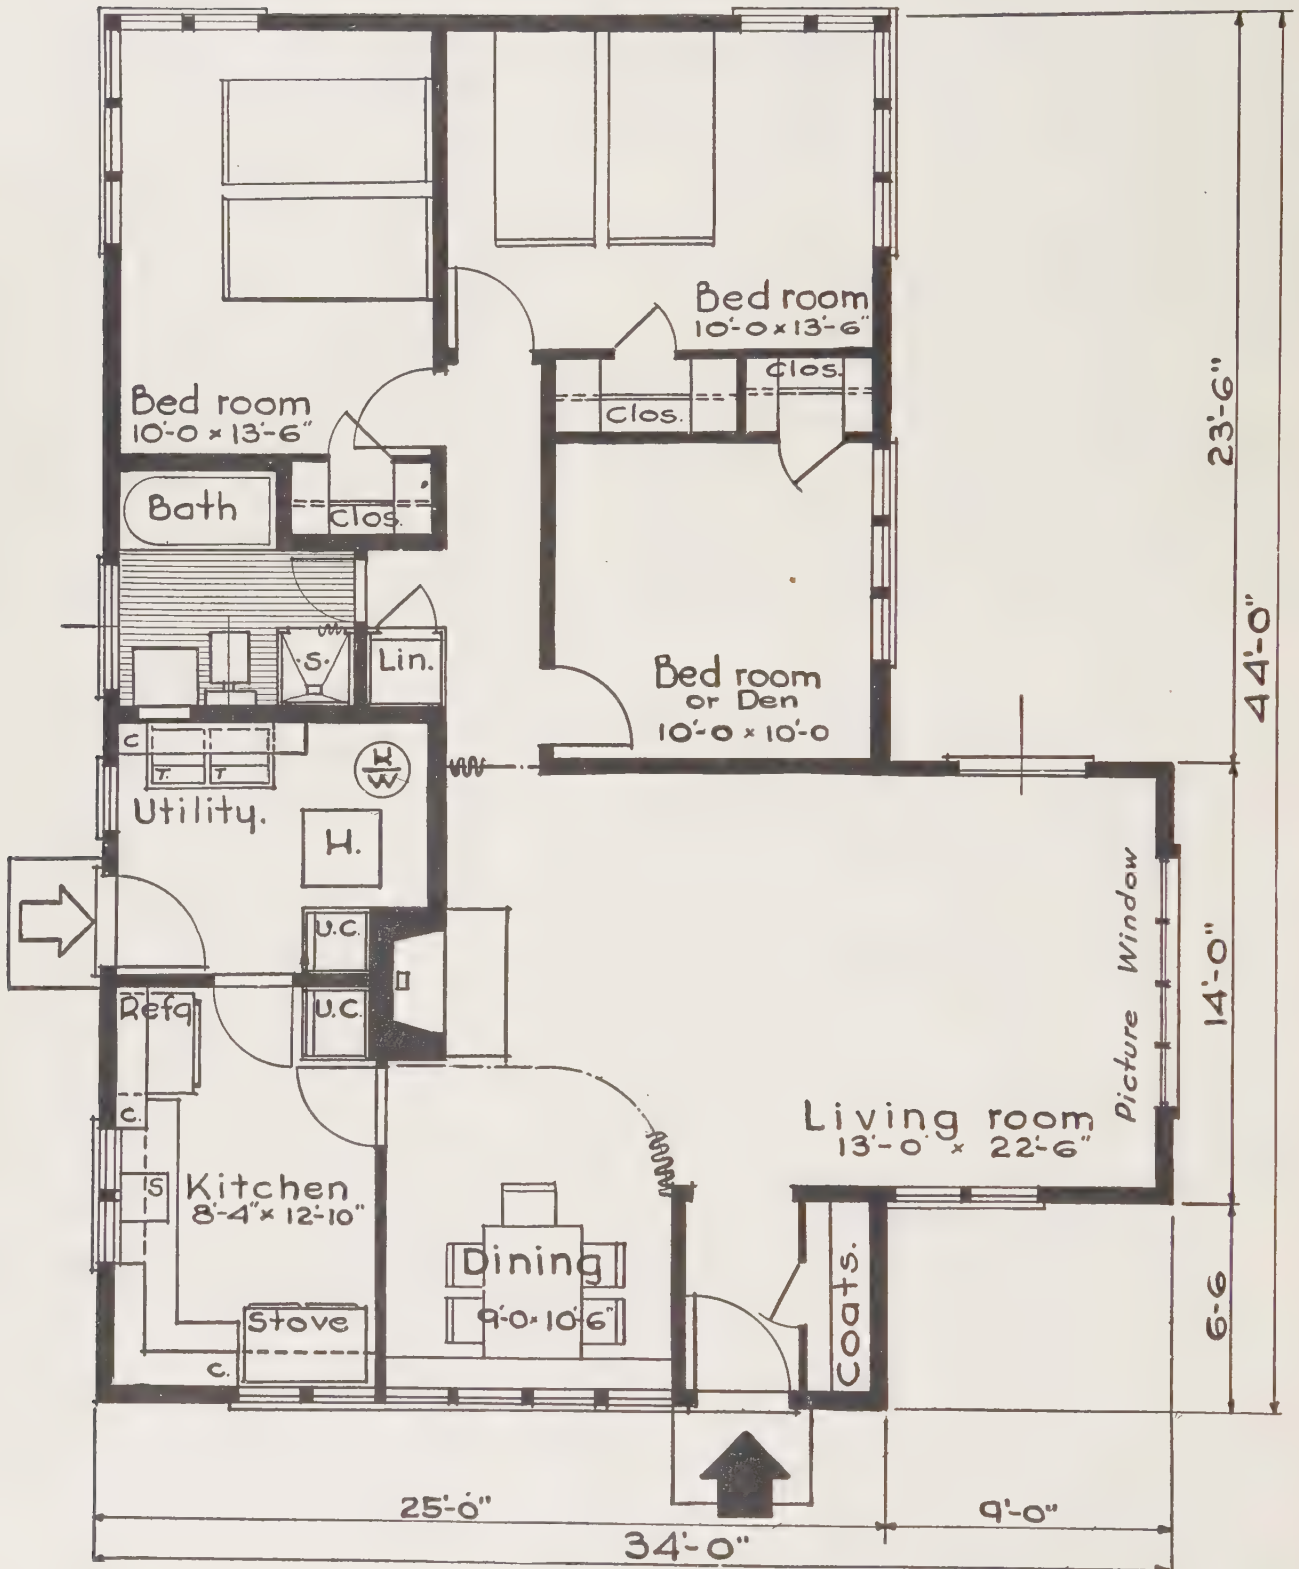 Bed room
10'-0 x 13'-6"
Bed room
10'-0 x 13'-6"
Clos.
Clos.
Clos.
Bath
S.
Lin.
Bed room
or Den
10'-0 x 10'-0
23'-6"
44'-0"
C
T.
T
H
W
Utility.
H.
U.C.
U.C.
Refg
C.
S
Kitchen
8'-4" x 12'-10"
Stove
C.
Dining
9'-0 x 10'-6"
Living room
13'-0 x 22'-6"
Picture Window
14'-0"
Coats.
6'-6
25'-0"
9'-0"
34'-0"